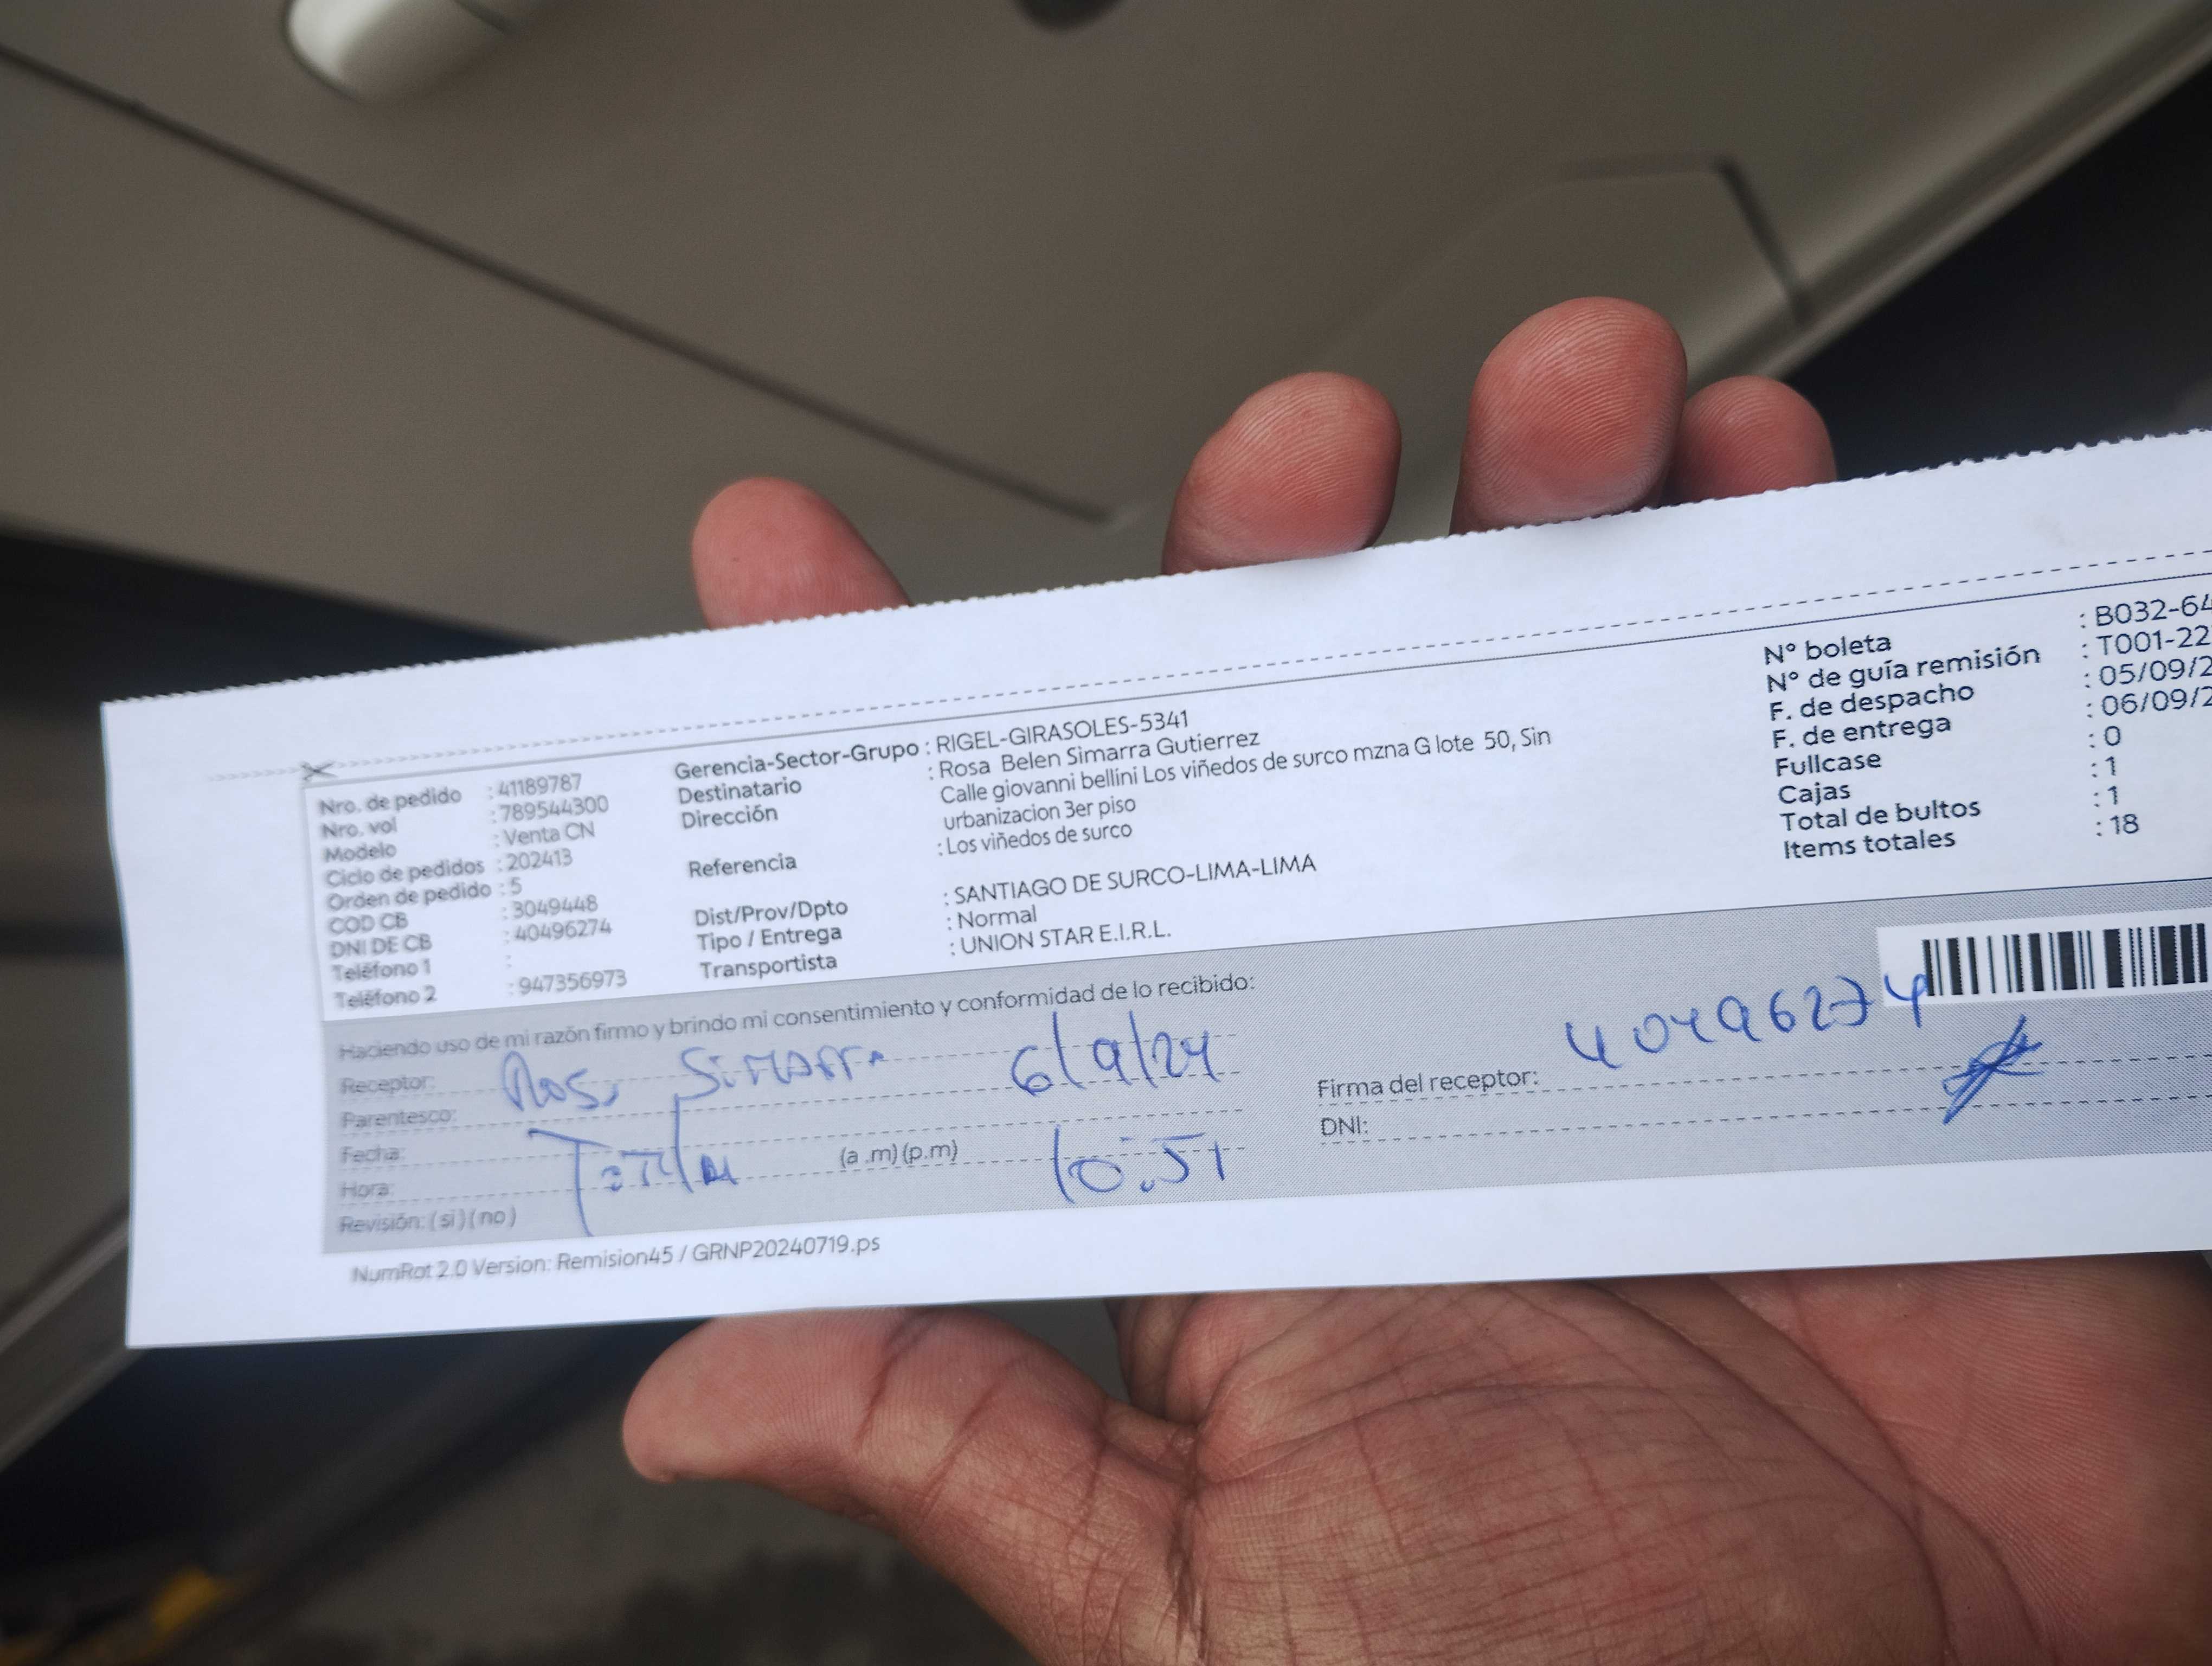 Nro. de pedido : 41189787
Nro. vol : 789544300
Modelo : Venta CN
Ciclo de pedidos : 202413
Orden de pedido : 5
COD CB : 3049448
DNI DE CB : 40496274
Teléfono 1 :
Teléfono 2 : 947356973
Gerencia-Sector-Grupo : RIGEL-GIRASOLES-5341
Destinatario : Rosa Belen Simarra Gutierrez
Dirección Calle giovanni bellini Los viñedos de surco mzna G lote 50, Sin
urbanizacion 3er piso
Referencia : Los viñedos de surco
Dist/Prov/Dpto : SANTIAGO DE SURCO-LIMA-LIMA
Tipo / Entrega : Normal
Transportista : UNION STAR E.I.R.L.
N° boleta : B032-64
N° de guía remisión : T001-22
F. de despacho : 05/09/2
F. de entrega : 06/09/2
Fullcase : 0
Cajas : 1
Total de bultos : 1
Items totales : 18
Haciendo uso de mi razón firmo y brindo mi consentimiento y conformidad de lo recibido:
Receptor: Rosa Simarra 6/9/24
Parentesco:
Fecha:
Hora: (a .m) (p.m) 10:51
Revisión: ( si ) ( no )
40496274
Firma del receptor:
DNI:
NumRot 2.0 Version: Remision45 / GRNP20240719.ps